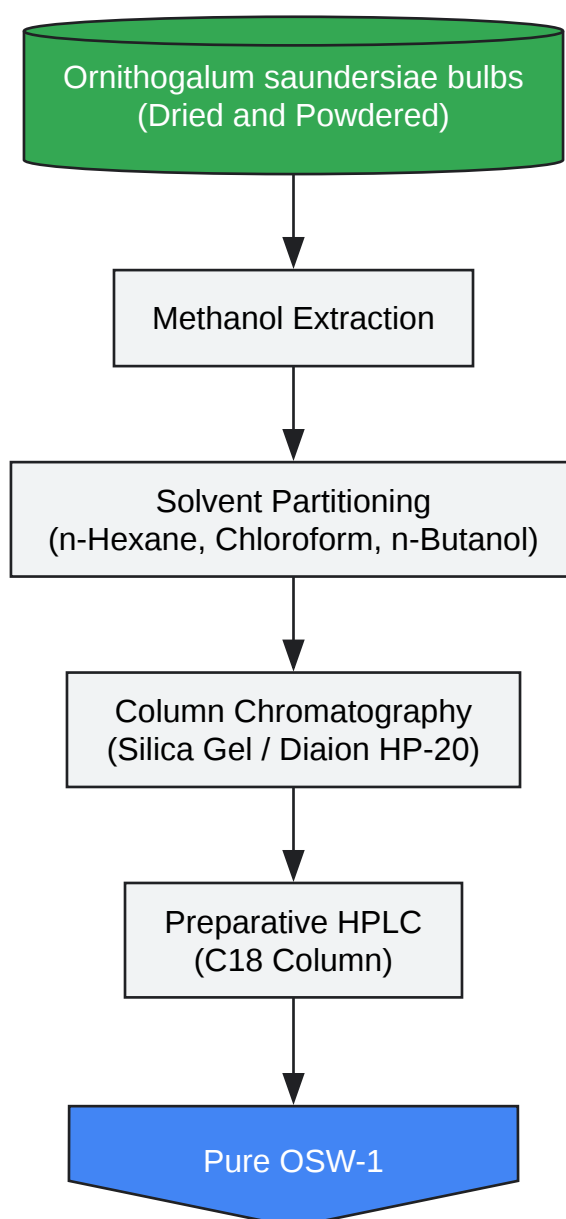 Ornithogalum saundersiae bulbs
(Dried and Powdered)
Methanol Extraction
Solvent Partitioning
(n-Hexane, Chloroform, n-Butanol)
Column Chromatography
(Silica Gel / Diaion HP-20)
Preparative HPLC
(C18 Column)
Pure OSW-1